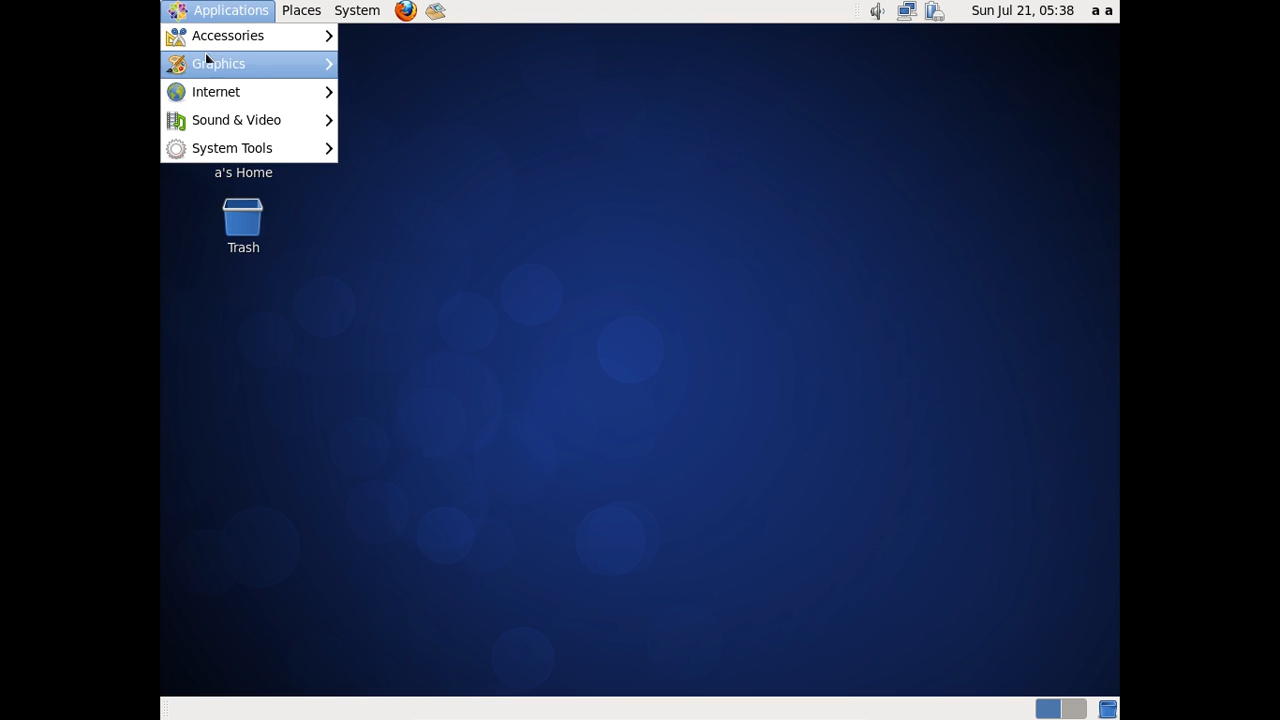 Applications Places System Sun Jul 21, 05:38 a a
Accessories
Graphics
Internet
Sound & Video
System Tools
a's Home
Trash